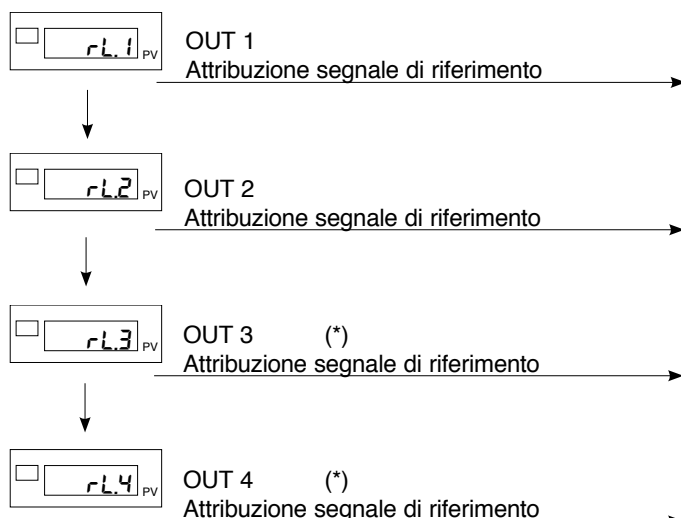 rL.1 PV
OUT 1
Attribuzione segnale di riferimento
rL.2 PV
OUT 2
Attribuzione segnale di riferimento
rL.3 PV
OUT 3 (*)
Attribuzione segnale di riferimento
rL.4 PV
OUT 4 (*)
Attribuzione segnale di riferimento